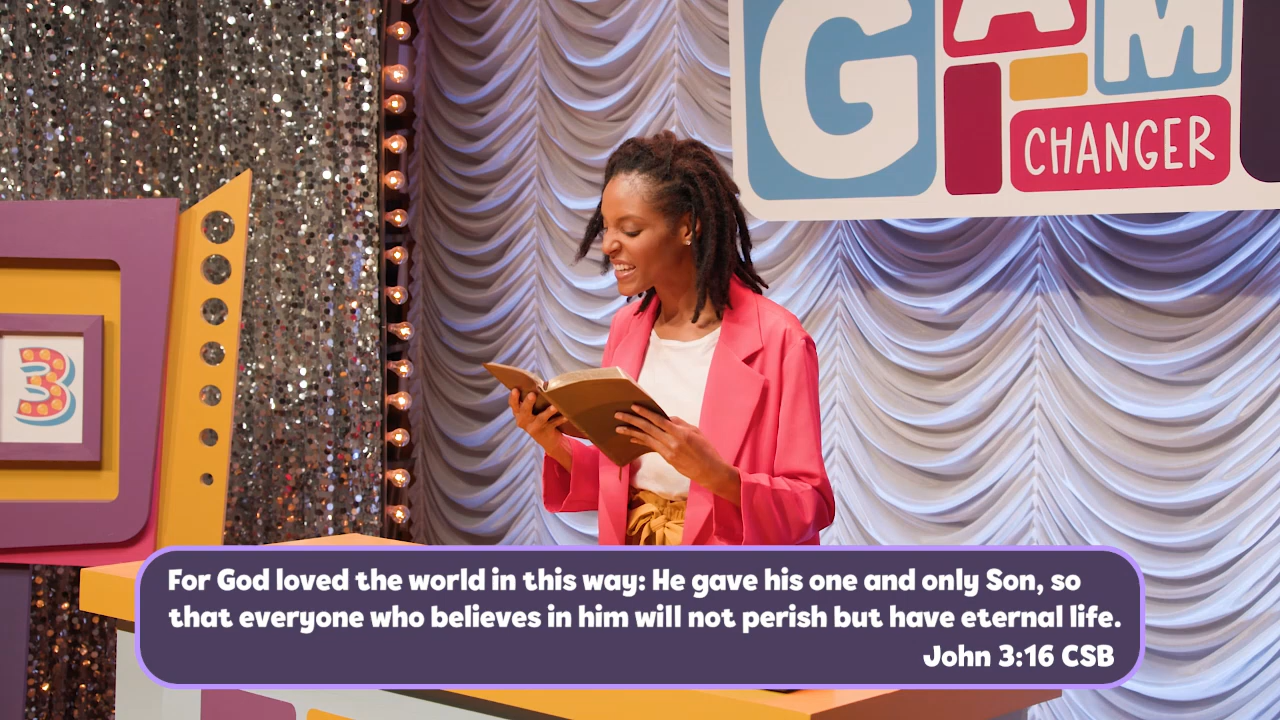 GAM
CHANGER
3
For God loved the world in this way: He gave his one and only Son, so
that everyone who believes in him will not perish but have eternal life.
John 3:16 CSB